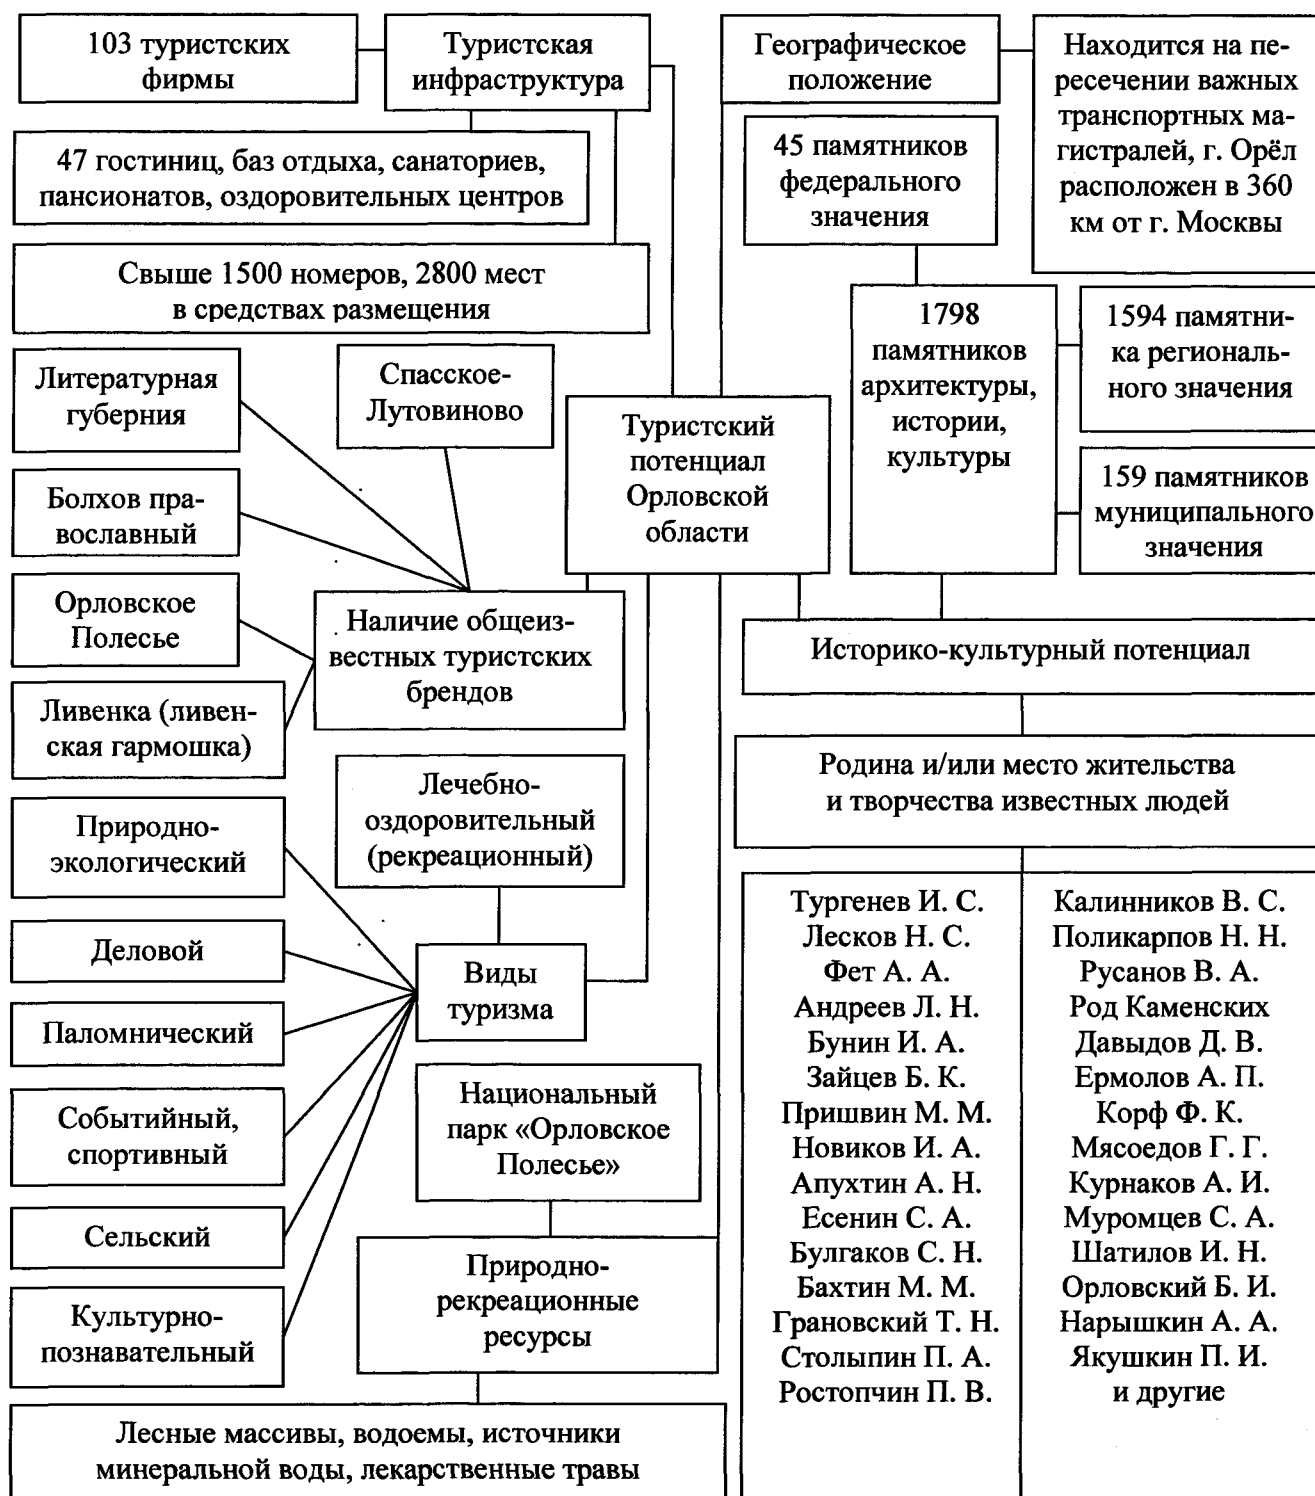 103 туристских
фирмы
Туристская
инфраструктура
47 гостиниц, баз отдыха, санаториев,
пансионатов, оздоровительных центров
Свыше 1500 номеров, 2800 мест
в средствах размещения
Географическое
положение
Находится на пе-
ресечении важных
транспортных ма-
гистралей, г. Орёл
расположен в 360
км от г. Москвы
45 памятников
федерального
значения
1798
памятников
архитектуры,
истории,
культуры
1594 памятни-
ка региональ-
ного значения
159 памятников
муниципального
значения
Литературная
губерния
Спасское-
Лутовиново
Туристский
потенциал
Орловской
области
Болхов пра-
вославный
Орловское
Полесье
Наличие общеиз-
вестных туристских
брендов
Ливенка (ливен-
ская гармошка)
Историко-культурный потенциал
Родина и/или место жительства
и творчества известных людей
Лечебно-
оздоровительный
(рекреационный)
Природно-
экологический
Деловой
Виды
туризма
Паломнический
Событийный,
спортивный
Сельский
Культурно-
познавательный
Национальный
парк «Орловское
Полесье»
Природно-
рекреационные
ресурсы
Лесные массивы, водоемы, источники
минеральной воды, лекарственные травы
Тургенев И. С.
Лесков Н. С.
Фет А. А.
Андреев Л. Н.
Бунин И. А.
Зайцев Б. К.
Пришвин М. М.
Новиков И. А.
Апухтин А. Н.
Есенин С. А.
Булгаков С. Н.
Бахтин М. М.
Грановский Т. Н.
Столыпин П. А.
Ростопчин П. В.
Калинников В. С.
Поликарпов Н. Н.
Русанов В. А.
Род Каменских
Давыдов Д. В.
Ермолов А. П.
Корф Ф. К.
Мясоедов Г. Г.
Курнаков А. И.
Муромцев С. А.
Шатилов И. Н.
Орловский Б. И.
Нарышкин А. А.
Якушкин П. И.
и другие